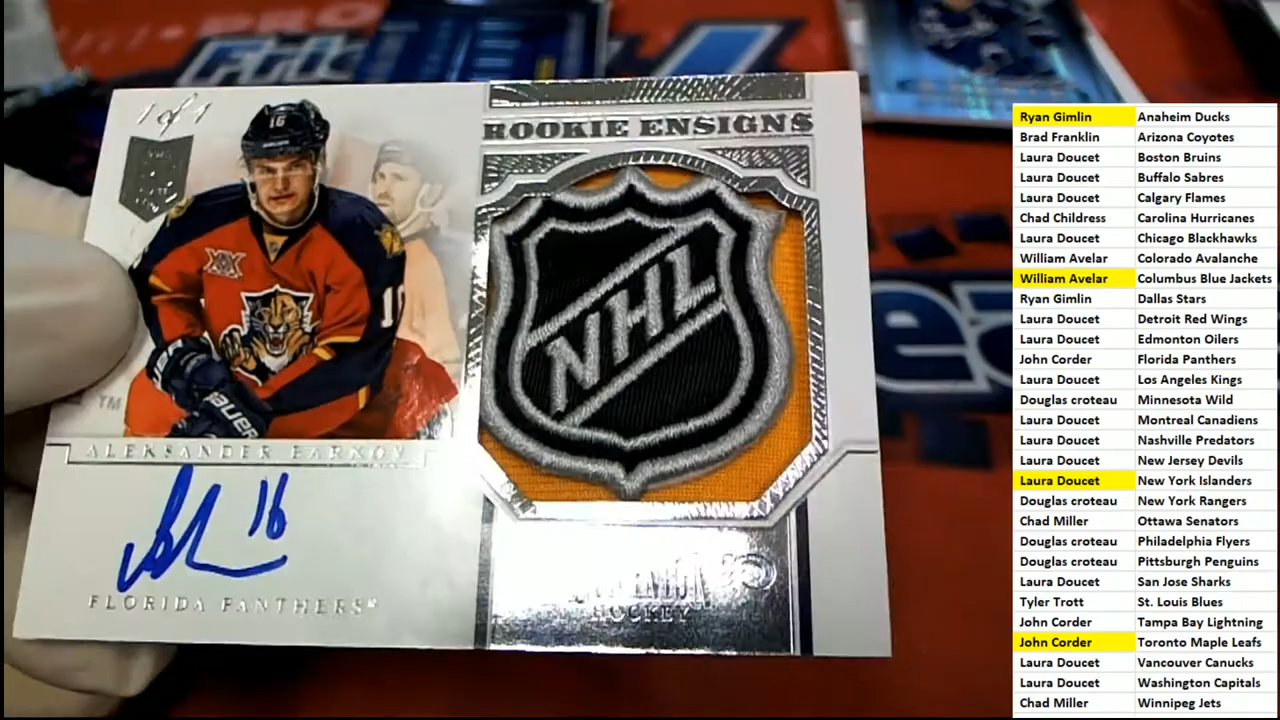 1 of 1
16
ROOKIE ENSIGNS
NHL
BAUER
TM
ALEKSANDER BARKOV
16
FLORIDA PANTHERS
HOCKEY
Ryan Gimlin Anaheim Ducks
Brad Franklin Arizona Coyotes
Laura Doucet Boston Bruins
Laura Doucet Buffalo Sabres
Laura Doucet Calgary Flames
Chad Childress Carolina Hurricanes
Laura Doucet Chicago Blackhawks
William Avelar Colorado Avalanche
William Avelar Columbus Blue Jackets
Ryan Gimlin Dallas Stars
Laura Doucet Detroit Red Wings
Laura Doucet Edmonton Oilers
John Corder Florida Panthers
Laura Doucet Los Angeles Kings
Douglas croteau Minnesota Wild
Laura Doucet Montreal Canadiens
Laura Doucet Nashville Predators
Laura Doucet New Jersey Devils
Laura Doucet New York Islanders
Douglas croteau New York Rangers
Chad Miller Ottawa Senators
Douglas croteau Philadelphia Flyers
Douglas croteau Pittsburgh Penguins
Laura Doucet San Jose Sharks
Tyler Trott St. Louis Blues
John Corder Tampa Bay Lightning
John Corder Toronto Maple Leafs
Laura Doucet Vancouver Canucks
Laura Doucet Washington Capitals
Chad Miller Winnipeg Jets